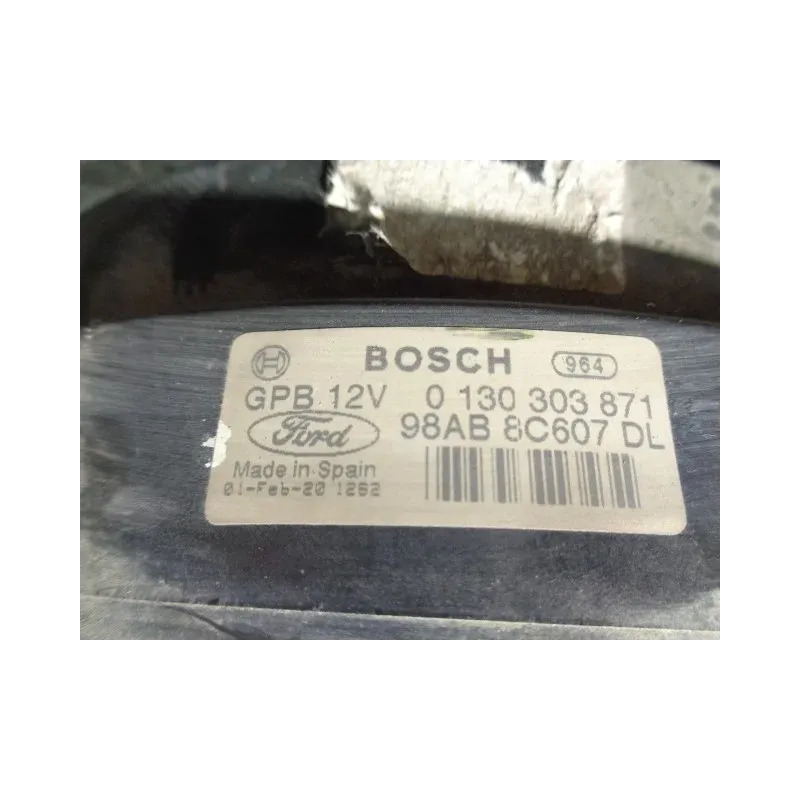 BOSCH 964
GPB 12V 0 130 303 871
Ford 98AB 8C607 DL
Made in Spain
01-Feb-20 1262